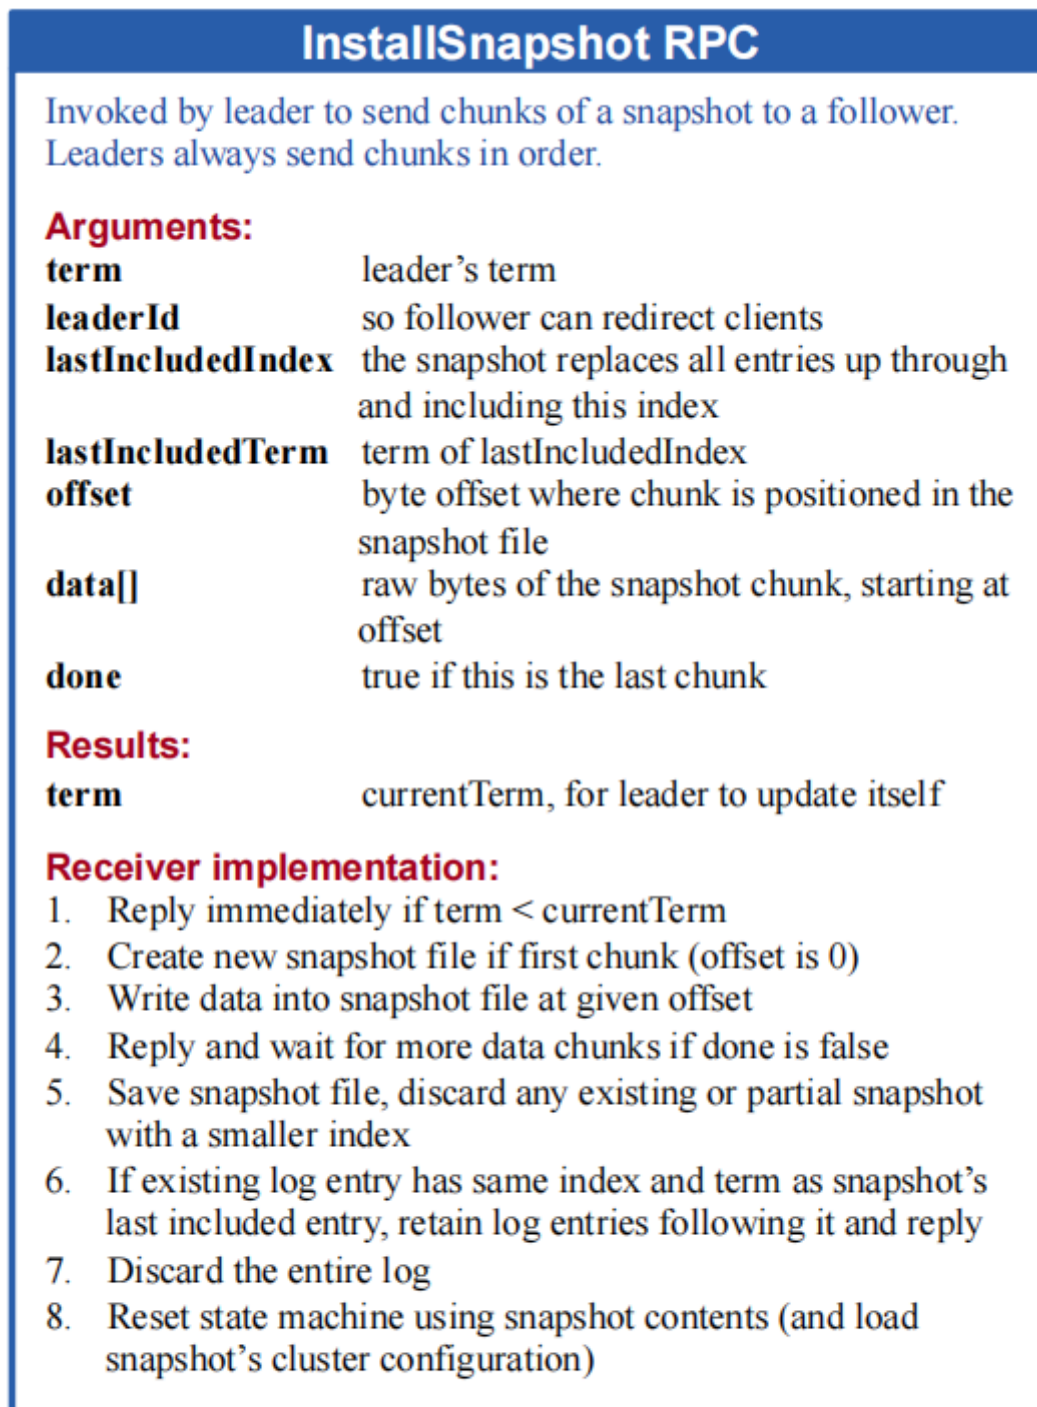 InstallSnapshot RPC
Invoked by leader to send chunks of a snapshot to a follower.
Leaders always send chunks in order.
Arguments:
term leader's term
leaderId so follower can redirect clients
lastIncludedIndex the snapshot replaces all entries up through
and including this index
lastIncludedTerm term of lastIncludedIndex
offset byte offset where chunk is positioned in the
snapshot file
data[] raw bytes of the snapshot chunk, starting at
offset
done true if this is the last chunk
Results:
term currentTerm, for leader to update itself
Receiver implementation:
1. Reply immediately if term < currentTerm
2. Create new snapshot file if first chunk (offset is 0)
3. Write data into snapshot file at given offset
4. Reply and wait for more data chunks if done is false
5. Save snapshot file, discard any existing or partial snapshot
with a smaller index
6. If existing log entry has same index and term as snapshot's
last included entry, retain log entries following it and reply
7. Discard the entire log
8. Reset state machine using snapshot contents (and load
snapshot's cluster configuration)